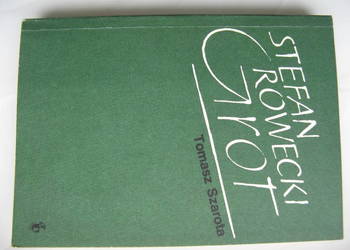 STEFAN
ROWECKI
Grot
Tomasz Szarota